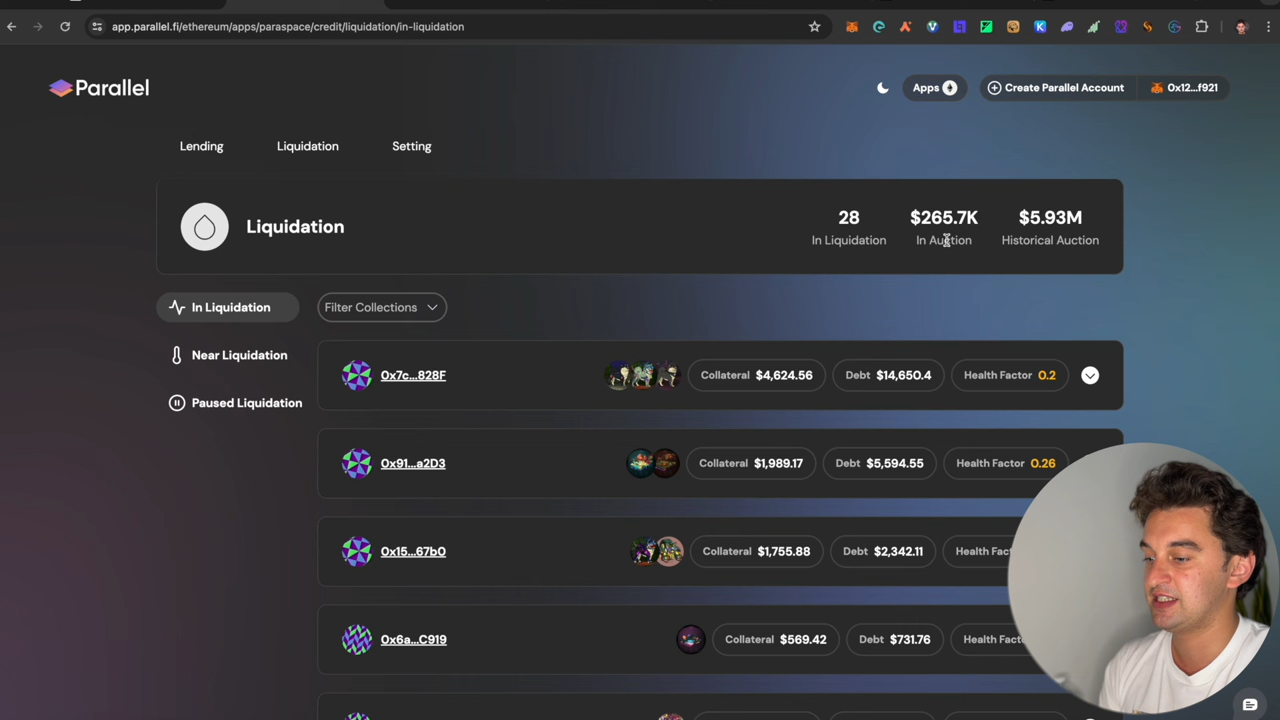 app.parallel.fi/ethereum/apps/paraspace/credit/liquidation/in-liquidation
Parallel
Apps
Create Parallel Account
0x12...f921
Lending
Liquidation
Setting
Liquidation
28
$265.7K
$5.93M
In Liquidation
In Auction
Historical Auction
In Liquidation
Filter Collections
Near Liquidation
Paused Liquidation
0x7c...828F
Collateral $4,624.56
Debt $14,650.4
Health Factor 0.2
0x91...a2D3
Collateral $1,989.17
Debt $5,594.55
Health Factor 0.26
0x15...67b0
Collateral $1,755.88
Debt $2,342.11
Health Fac
0x6a...C919
Collateral $569.42
Debt $731.76
Health Fact